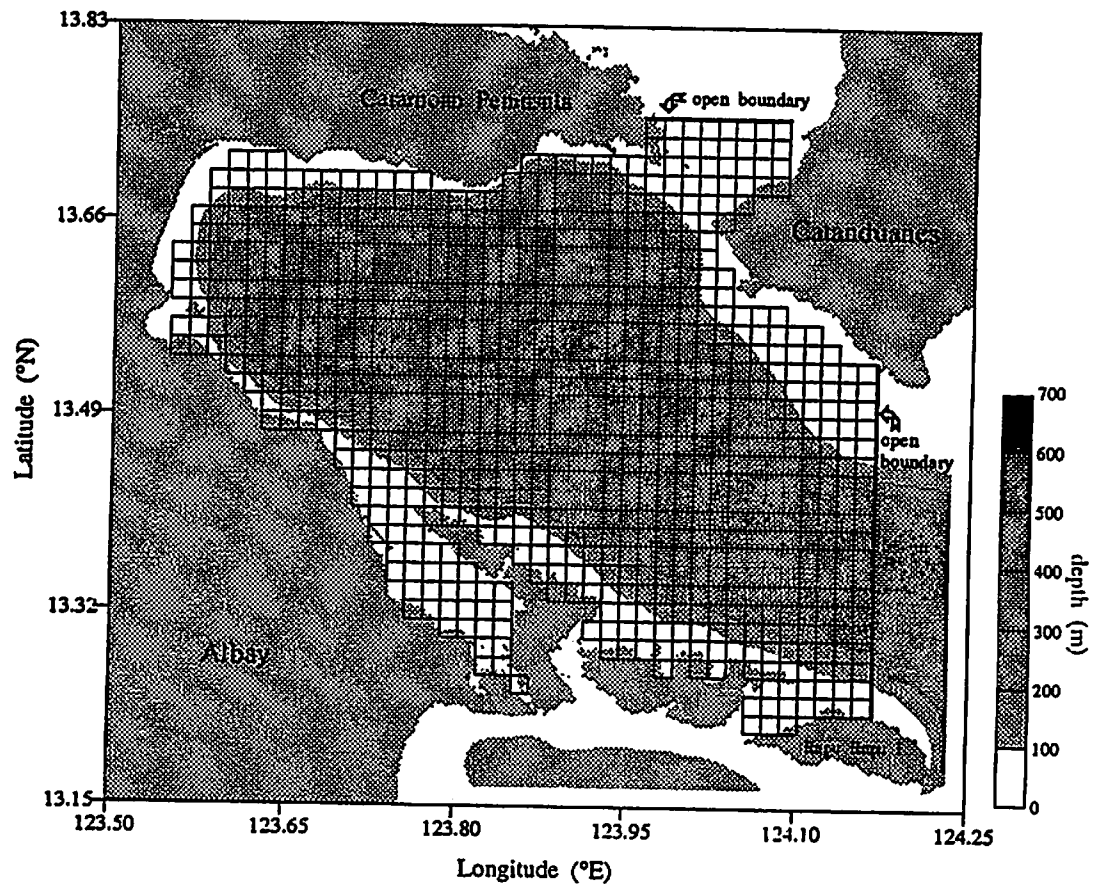 13.83
Caramoan Peninsula
open boundary
13.66
Catanduanes
Latitude (°N)
13.49
open
boundary
700
600
500
400
300
200
100
0
depth (m)
13.32
Albay
13.15
123.50
123.65
123.80
123.95
124.10
124.25
Longitude (°E)